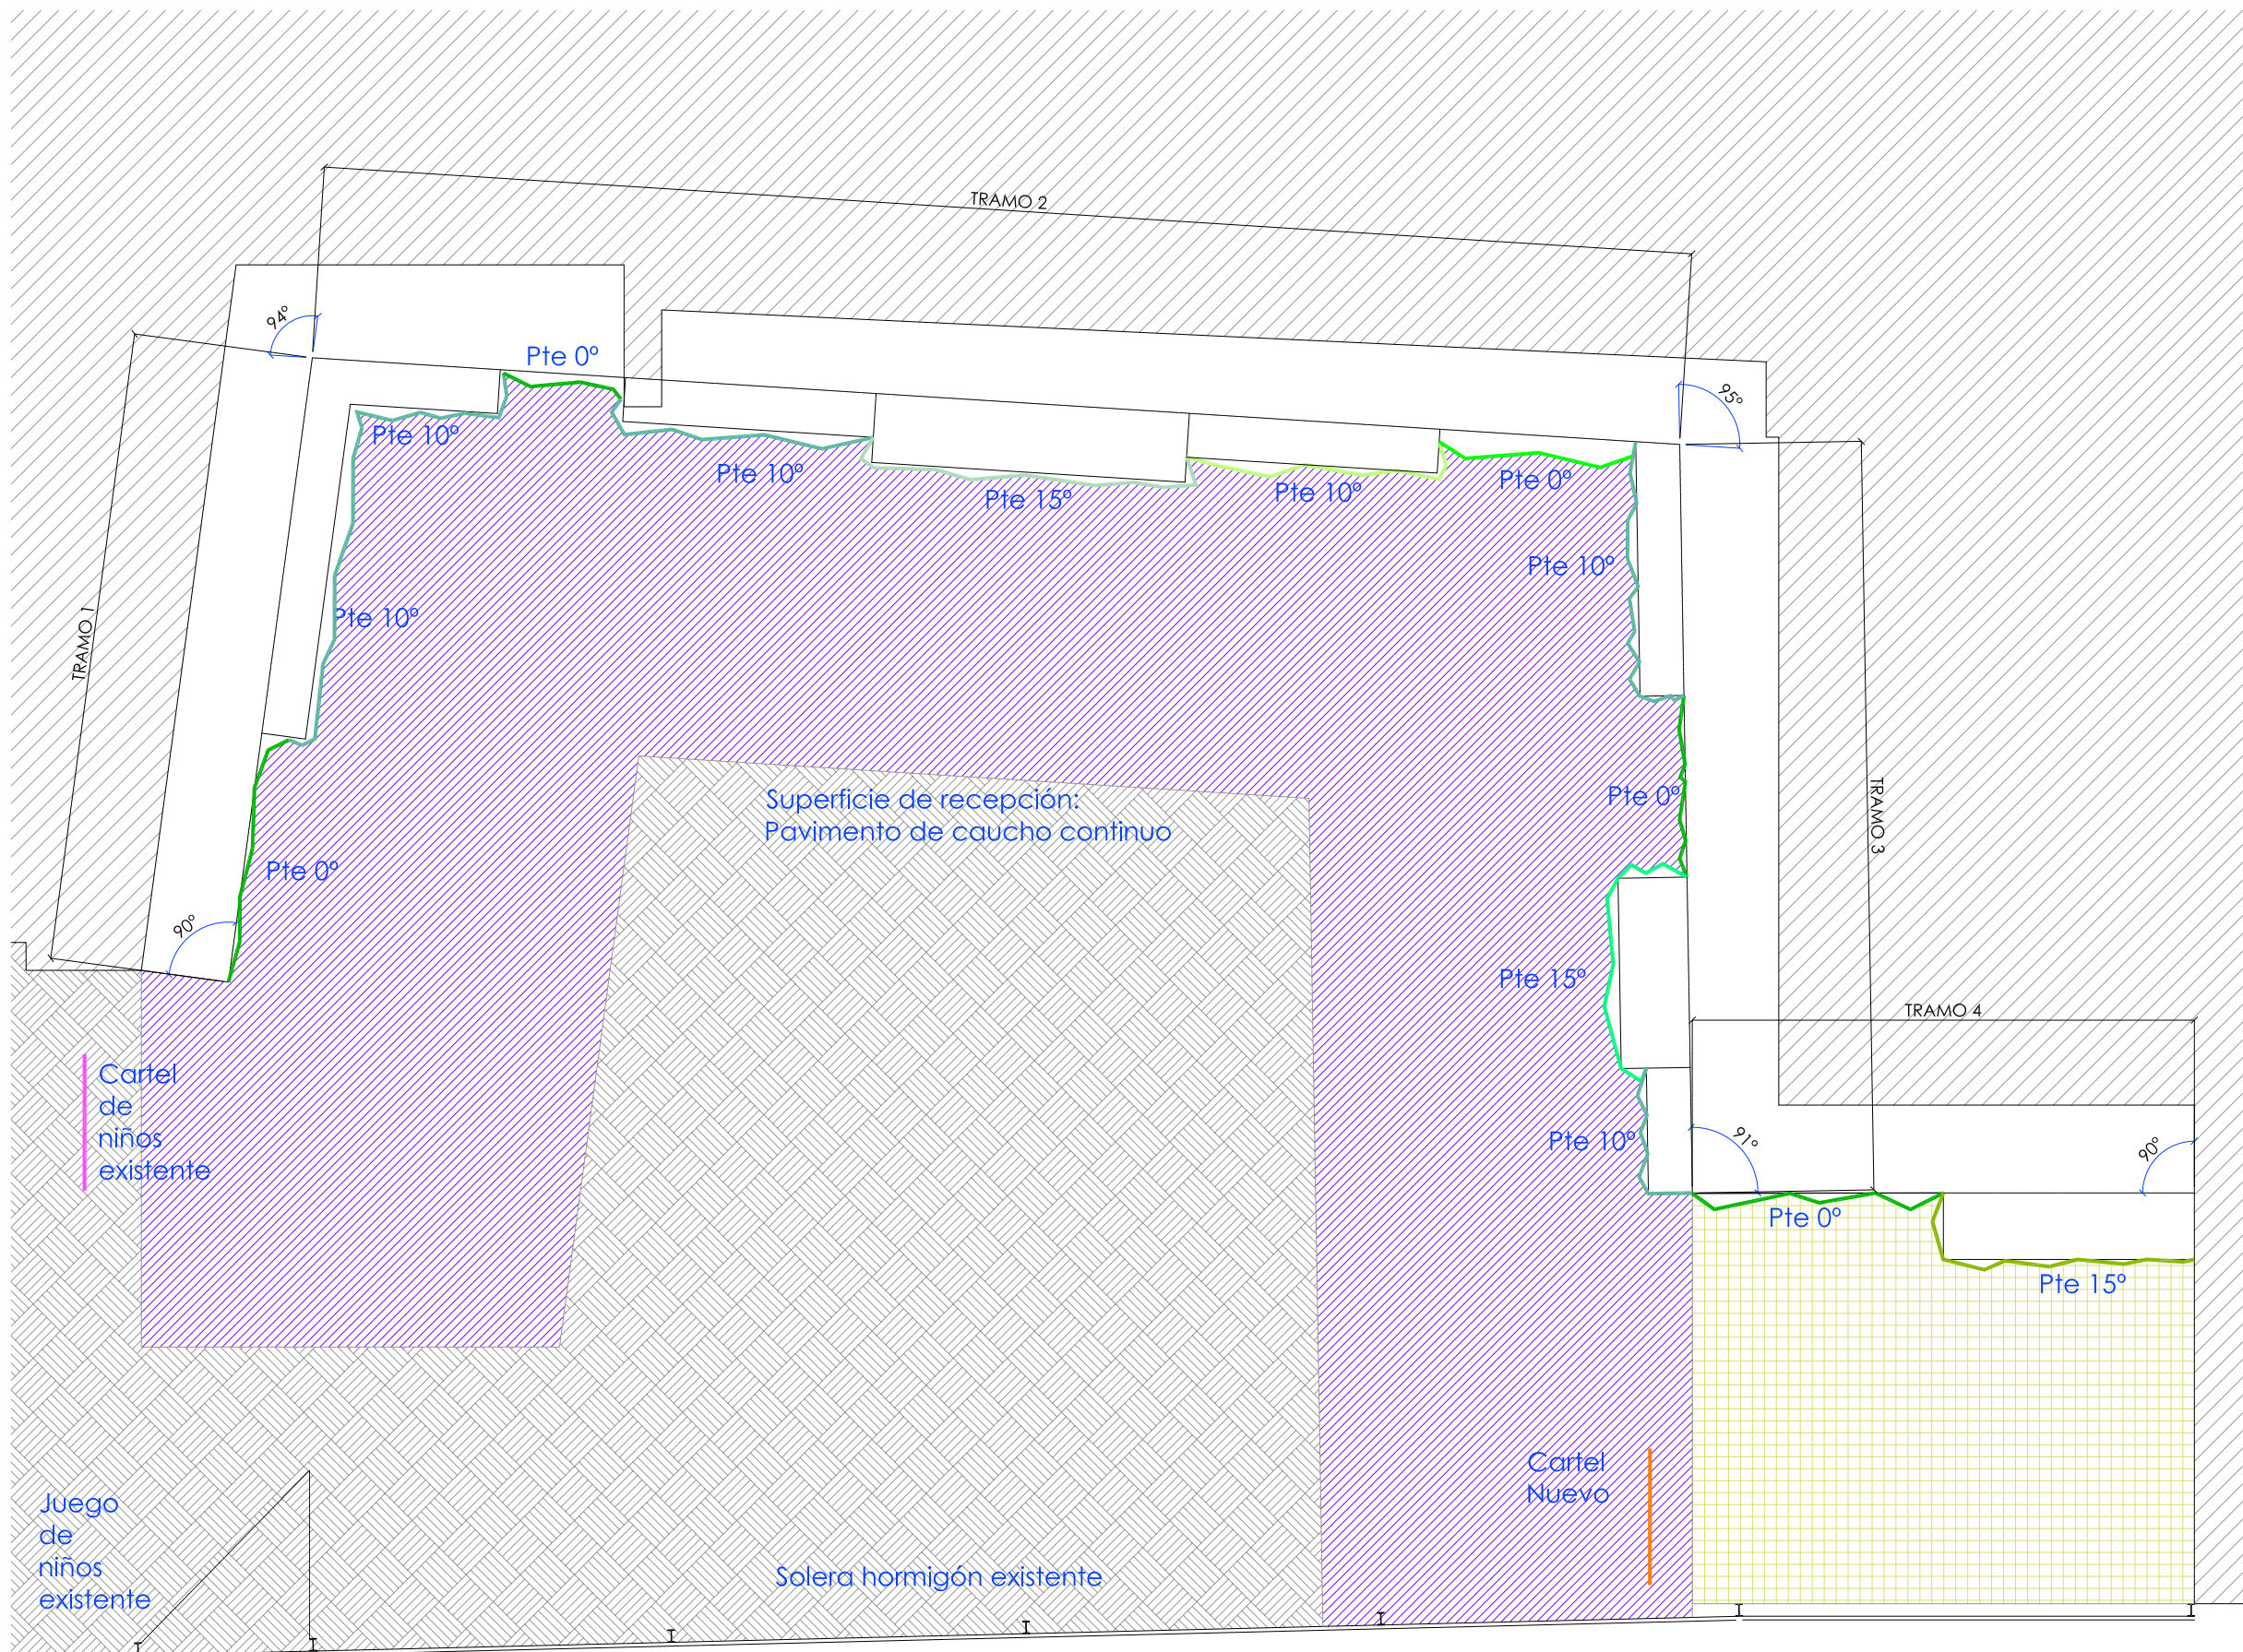 TRAMO 2
94º
95º
Pte 0º
Pte 10º
Pte 10º
Pte 15º
Pte 10º
Pte 0º
Pte 10º
TRAMO 1
Pte 10º
Superficie de recepción:
Pavimento de caucho continuo
Pte 0º
TRAMO 3
Pte 0º
90º
Pte 15º
TRAMO 4
Cartel
de
niños
existente
Pte 10º
91º
90º
Pte 0º
Pte 15º
Cartel
Nuevo
Juego
de
niños
existente
Solera hormigón existente